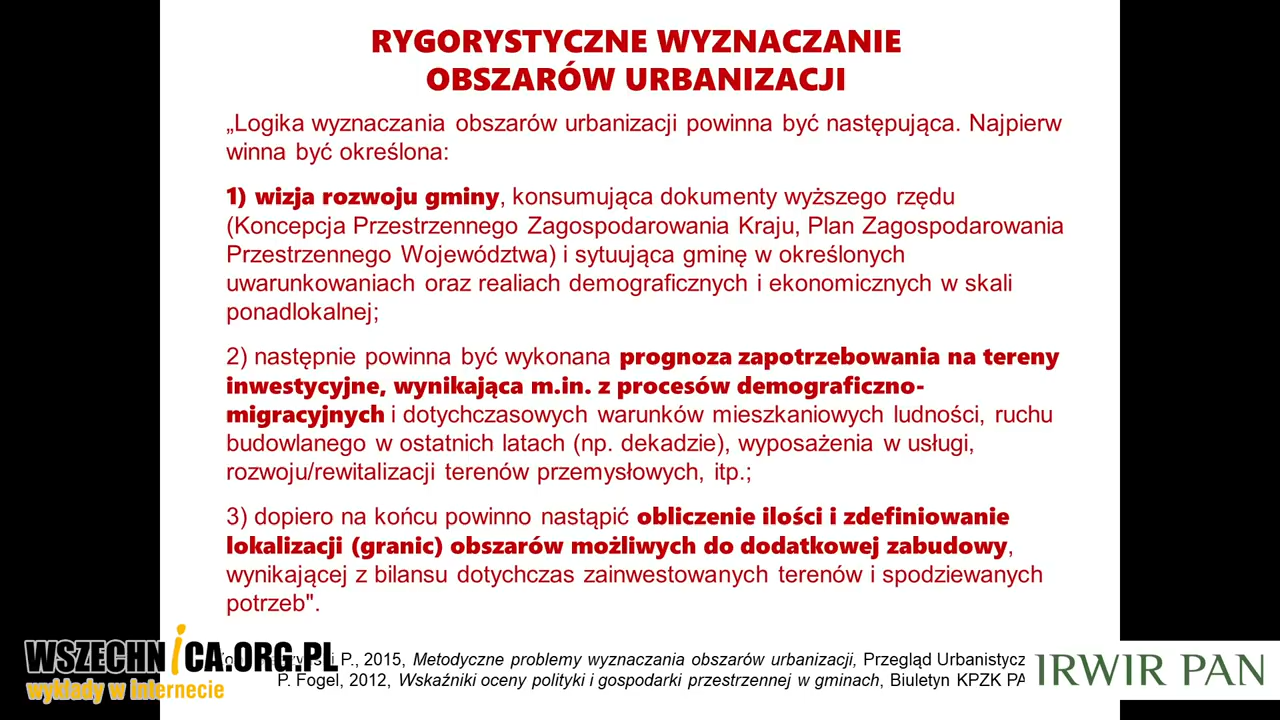 RYGORYSTYCZNE WYZNACZANIE
OBSZARÓW URBANIZACJI
„Logika wyznaczania obszarów urbanizacji powinna być następująca. Najpierw
winna być określona:
1) wizja rozwoju gminy, konsumująca dokumenty wyższego rzędu
(Koncepcja Przestrzennego Zagospodarowania Kraju, Plan Zagospodarowania
Przestrzennego Województwa) i sytuująca gminę w określonych
uwarunkowaniach oraz realiach demograficznych i ekonomicznych w skali
ponadlokalnej;
2) następnie powinna być wykonana prognoza zapotrzebowania na tereny
inwestycyjne, wynikająca m.in. z procesów demograficzno-
migracyjnych i dotychczasowych warunków mieszkaniowych ludności, ruchu
budowlanego w ostatnich latach (np. dekadzie), wyposażenia w usługi,
rozwoju/rewitalizacji terenów przemysłowych, itp.;
3) dopiero na końcu powinno nastąpić obliczenie ilości i zdefiniowanie
lokalizacji (granic) obszarów możliwych do dodatkowej zabudowy,
wynikającej z bilansu dotychczas zainwestowanych terenów i spodziewanych
potrzeb".
P., 2015, Metodyczne problemy wyznaczania obszarów urbanizacji, Przegląd
P. Fogel, 2012, Wskaźniki oceny polityki i gospodarki przestrzennej w gminach, Biuletyn KPZK
WSZECHNICA.ORG.PL
wykłady w internecie
IRWIR PAN